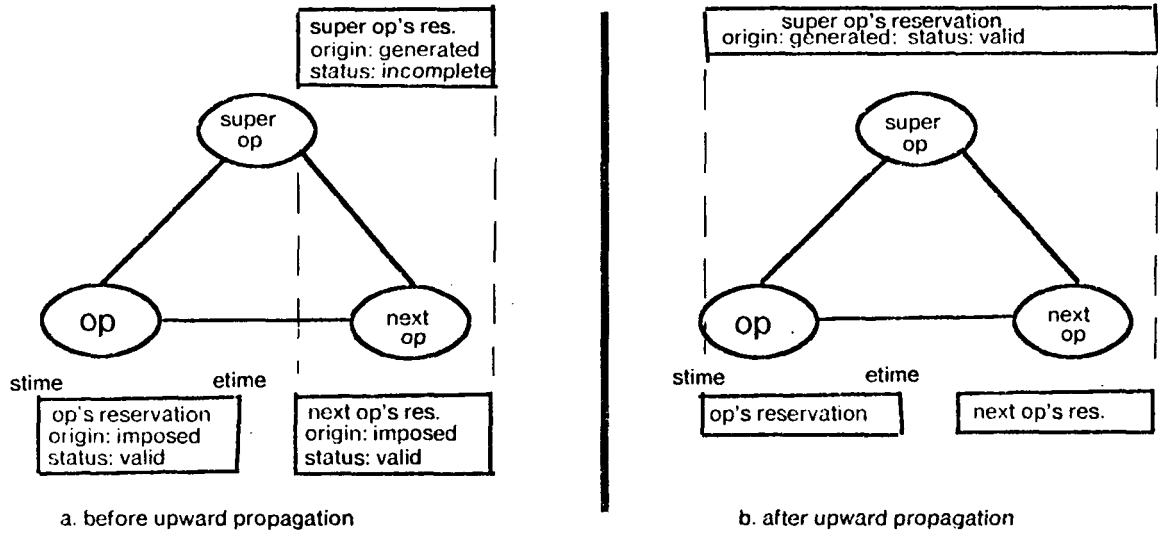 super op's res.
origin: generated
status: incomplete
super
op
op
next
op
stime
etime
op's reservation
origin: imposed
status: valid
next op's res.
origin: imposed
status: valid
a. before upward propagation
super op's reservation
origin: generated: status: valid
super
op
op
next
op
stime
etime
op's reservation
next op's res.
b. after upward propagation